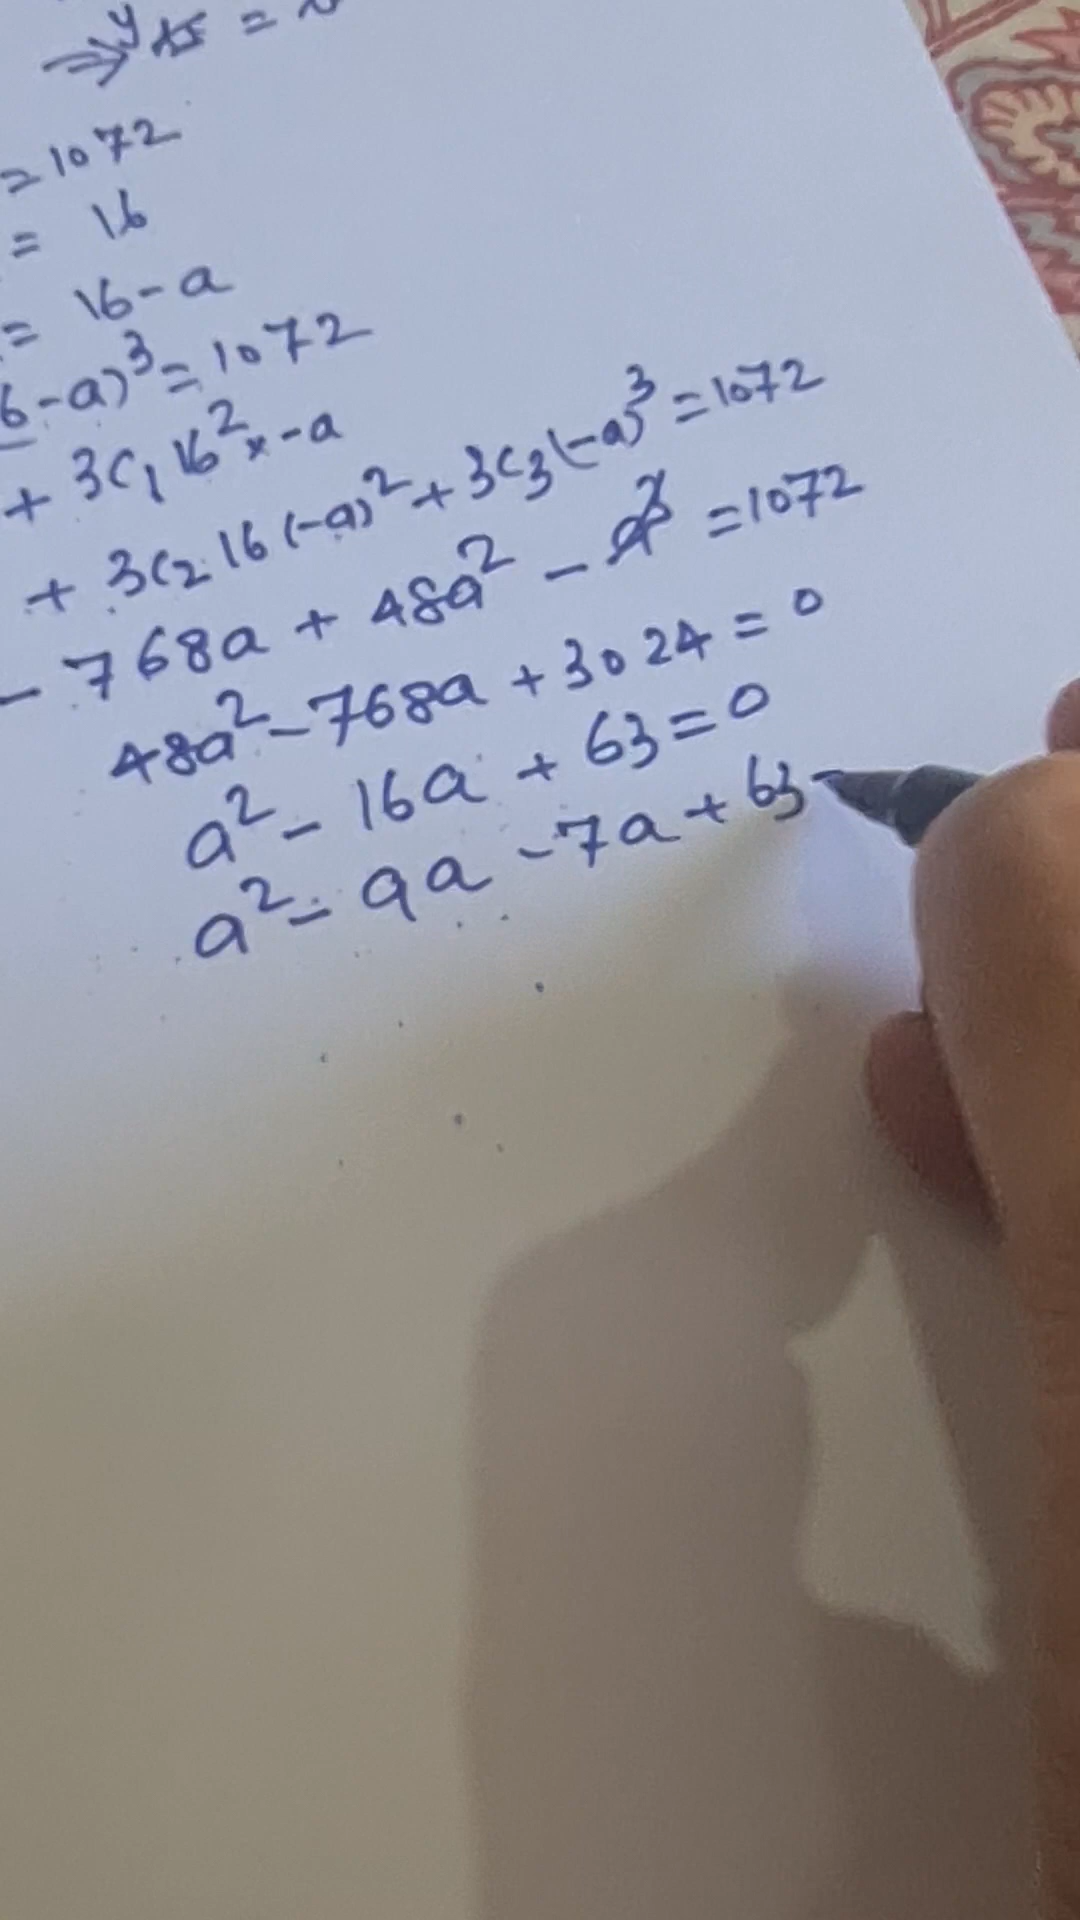 ⇒ y =
= 1072
= 16
= 16-a
6-a)³ = 1072
+ 3C₁ 16² × -a
+ 3C₂ 16 (-a)² + 3C₃ (-a)³ = 1072
- 768a + 48a² - a³ = 1072
48a² - 768a + 3024 = 0
a² - 16a + 63 = 0
a² - 9a - 7a + 63